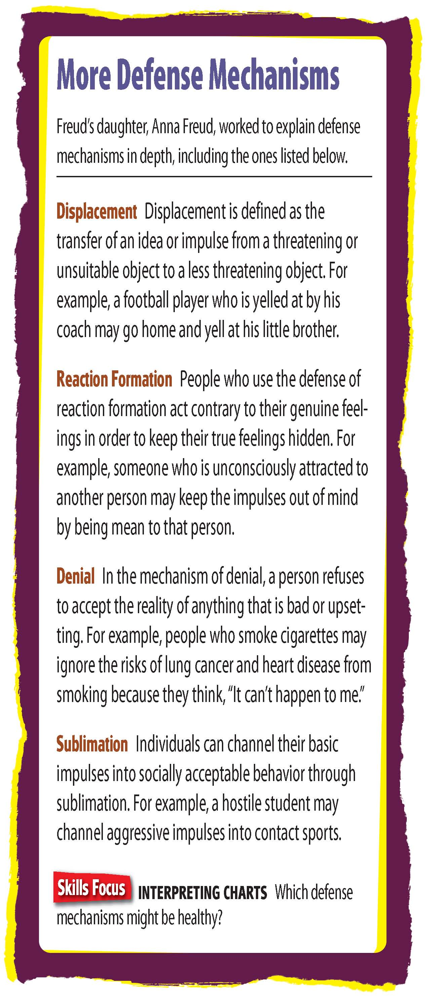 More Defense Mechanisms
Freud's daughter, Anna Freud, worked to explain defense
mechanisms in depth, including the ones listed below.
Displacement Displacement is defined as the
transfer of an idea or impulse from a threatening or
unsuitable object to a less threatening object. For
example, a football player who is yelled at by his
coach may go home and yell at his little brother.
Reaction Formation People who use the defense of
reaction formation act contrary to their genuine feel-
ings in order to keep their true feelings hidden. For
example, someone who is unconsciously attracted to
another person may keep the impulses out of mind
by being mean to that person.
Denial In the mechanism of denial, a person refuses
to accept the reality of anything that is bad or upset-
ting. For example, people who smoke cigarettes may
ignore the risks of lung cancer and heart disease from
smoking because they think, "It can't happen to me."
Sublimation Individuals can channel their basic
impulses into socially acceptable behavior through
sublimation. For example, a hostile student may
channel aggressive impulses into contact sports.
Skills Focus INTERPRETING CHARTS Which defense
mechanisms might be healthy?